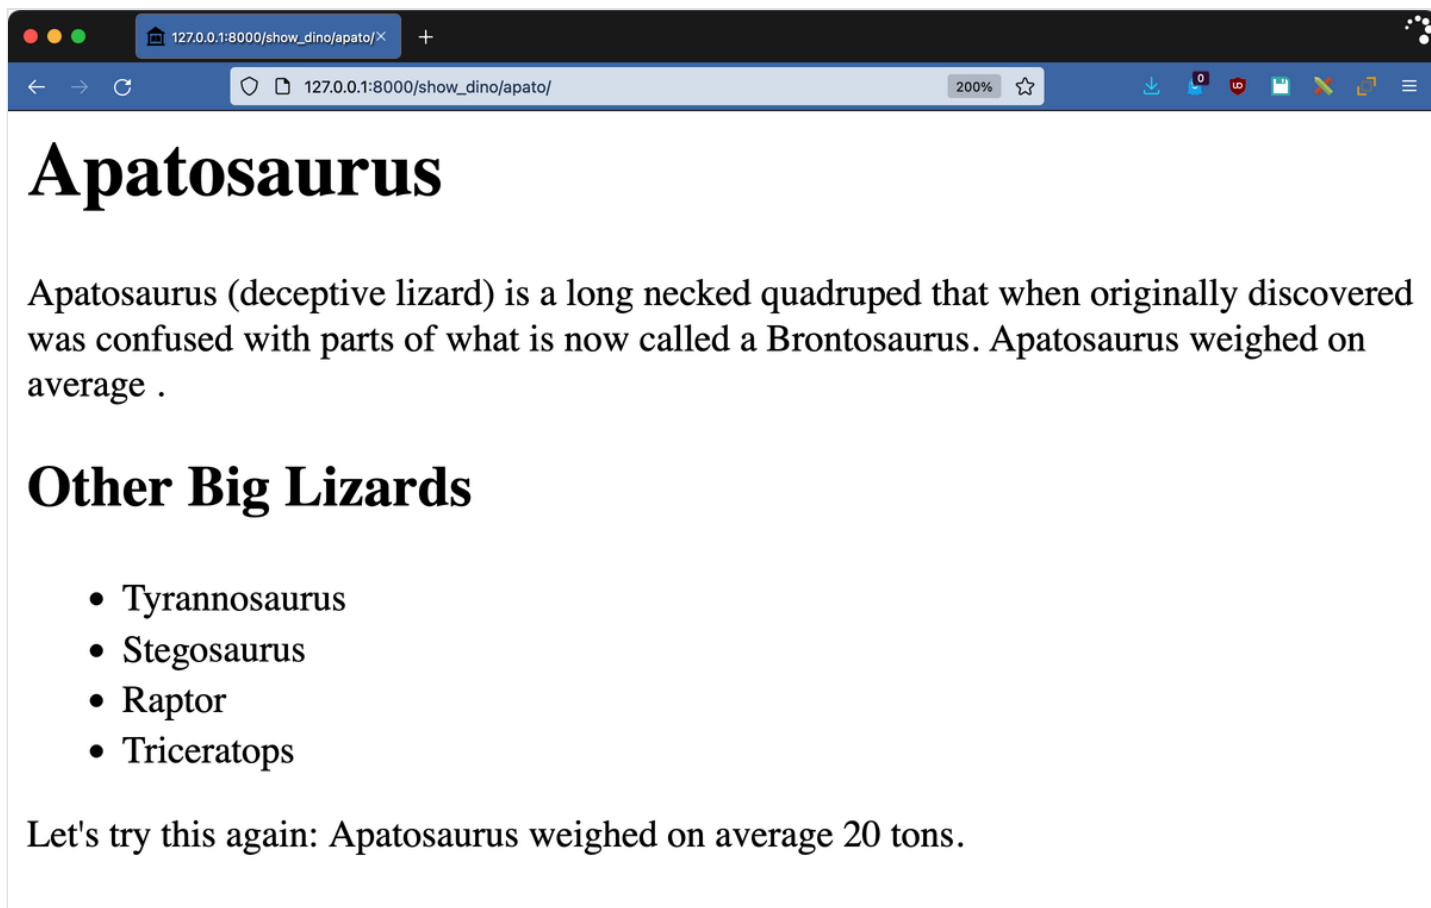 127.0.0.1:8000/show_dino/apato/
127.0.0.1:8000/show_dino/apato/
200%
0
Apatosaurus
Apatosaurus (deceptive lizard) is a long necked quadruped that when originally discovered
was confused with parts of what is now called a Brontosaurus. Apatosaurus weighed on
average .
Other Big Lizards
• Tyrannosaurus
• Stegosaurus
• Raptor
• Triceratops
Let's try this again: Apatosaurus weighed on average 20 tons.